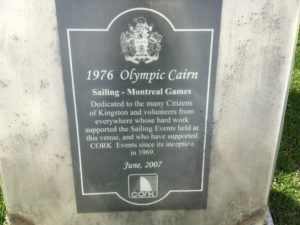 1976 Olympic Cairn
Sailing - Montreal Games
Dedicated to the many Citizens
of Kingston and volunteers from
everywhere whose hard work
supported the Sailing Events held at
this venue, and who have supported
CORK Events since its inception
in 1969.
June, 2007
CORK